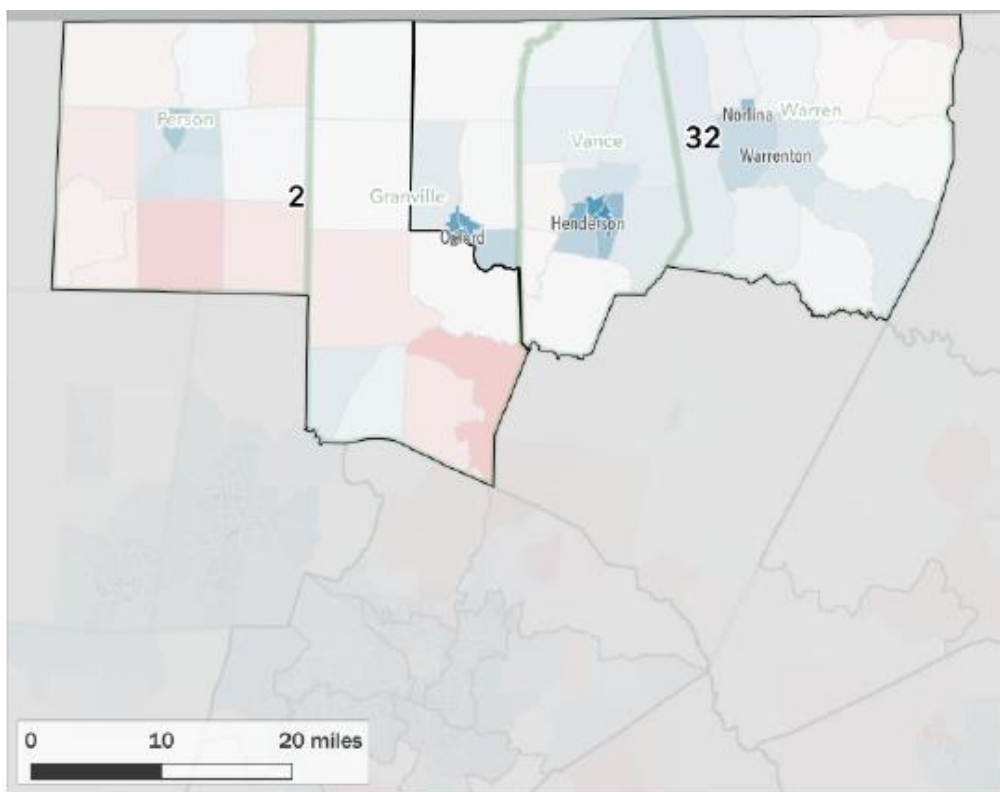 Person
2
Granville
Oxford
Vance
Henderson
32
Norlina
Warren
Warrenton
0 10 20 miles